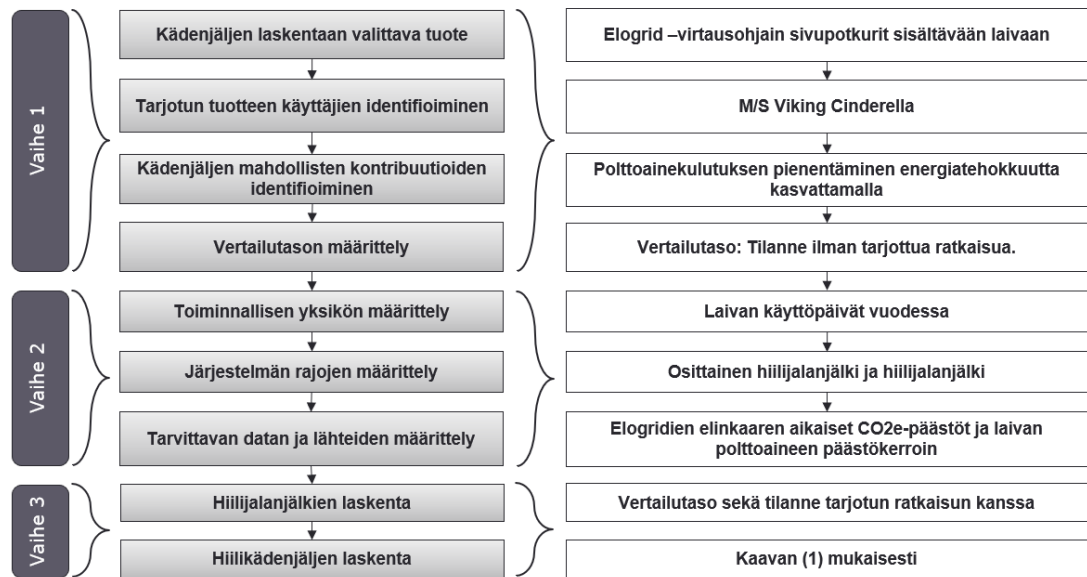 Vaihe 1
Kädenjäljen laskentaan valittava tuote
Elogrid –virtausohjain sivupotkurit sisältävään laivaan
Tarjotun tuotteen käyttäjien identifioiminen
M/S Viking Cinderella
Kädenjäljen mahdollisten kontribuutioiden
identifioiminen
Polttoainekulutuksen pienentäminen energiatehokkuutta
kasvattamalla
Vertailutason määrittely
Vertailutaso: Tilanne ilman tarjottua ratkaisua.
Vaihe 2
Toiminnallisen yksikön määrittely
Laivan käyttöpäivät vuodessa
Järjestelmän rajojen määrittely
Osittainen hiilijalanjälki ja hiilijalanjälki
Tarvittavan datan ja lähteiden määrittely
Elogridien elinkaaren aikaiset CO2e-päästöt ja laivan
polttoaineen päästökerroin
Vaihe 3
Hiilijalanjälkien laskenta
Vertailutaso sekä tilanne tarjotun ratkaisun kanssa
Hiilikädenjäljen laskenta
Kaavan (1) mukaisesti